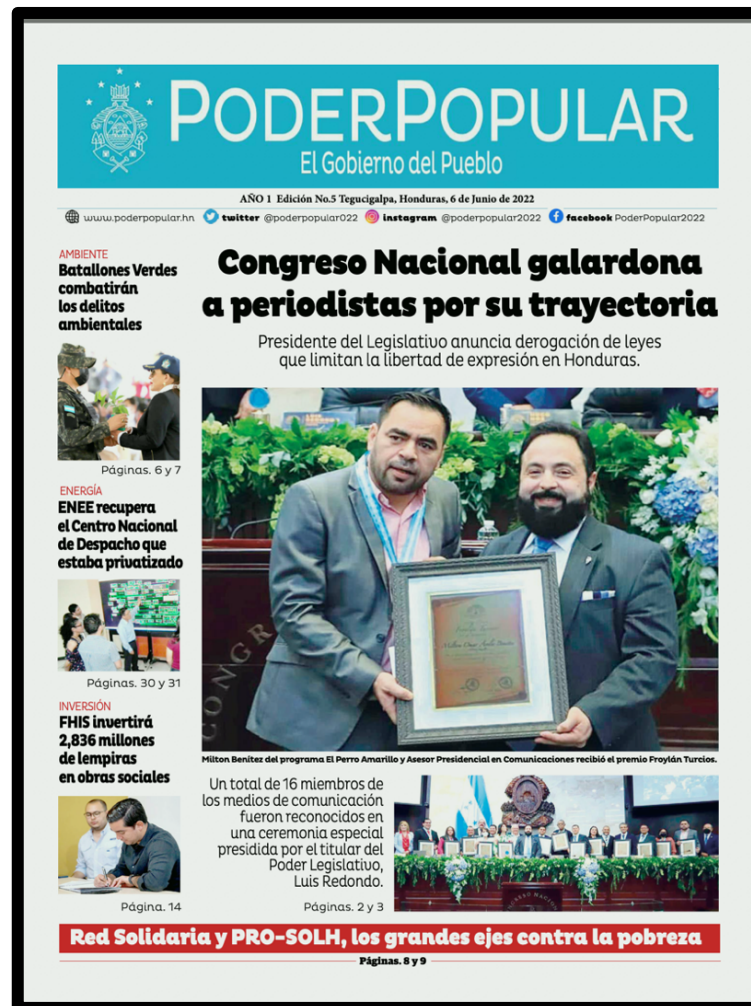 PODERPOPULAR
El Gobierno del Pueblo
AÑO 1 Edición No.5 Tegucigalpa, Honduras, 6 de Junio de 2022
www.poderpopular.hn twitter @poderpopular022 instagram @poderpopular2022 facebook PoderPopular2022
AMBIENTE
Batallones Verdes
combatirán
los delitos
ambientales
Páginas. 6 y 7
ENERGÍA
ENEE recupera
el Centro Nacional
de Despacho que
estaba privatizado
Páginas. 30 y 31
INVERSIÓN
FHIS invertirá
2,836 millones
de lempiras
en obras sociales
Página. 14
Congreso Nacional galardona
a periodistas por su trayectoria
Presidente del Legislativo anuncia derogación de leyes
que limitan la libertad de expresión en Honduras.
CONGR
Milton Benítez del programa El Perro Amarillo y Asesor Presidencial en Comunicaciones recibió el premio Froylán Turcios.
Un total de 16 miembros de
los medios de comunicación
fueron reconocidos en
una ceremonia especial
presidida por el titular del
Poder Legislativo,
Luis Redondo.
Páginas. 2 y 3
Red Solidaria y PRO-SOLH, los grandes ejes contra la pobreza
Páginas. 8 y 9